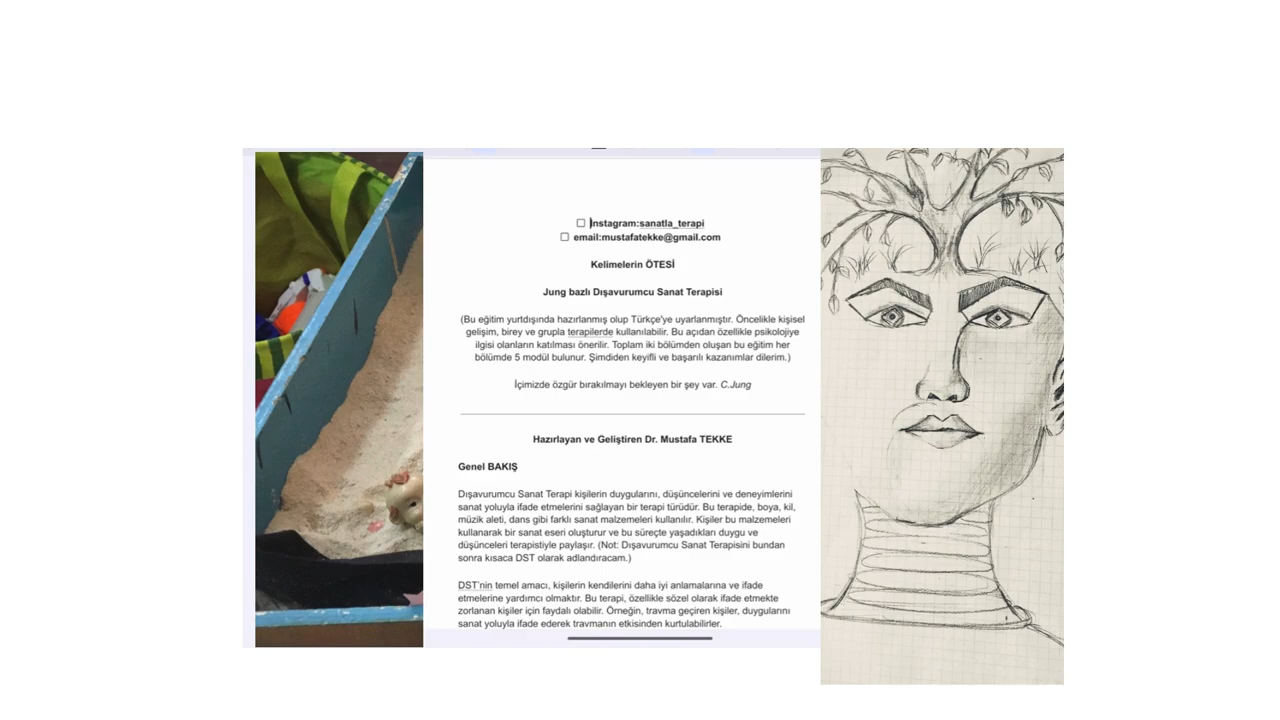 Instagram:sanatla_terapi
email:mustafatekke@gmail.com
Kelimelerin ÖTESİ
Jung bazlı Dışavurumcu Sanat Terapisi
(Bu eğitim yurtdışında hazırlanmış olup Türkçe'ye uyarlanmıştır. Öncelikle kişisel
gelişim, birey ve grupla terapilerde kullanılabilir. Bu açıdan özellikle psikolojiye
ilgisi olanların katılması önerilir. Toplam iki bölümden oluşan bu eğitim her
bölümde 5 modül bulunur. Şimdiden keyifli ve başarılı kazanımlar dilerim.)
İçimizde özgür bırakılmayı bekleyen bir şey var. C.Jung
Hazırlayan ve Geliştiren Dr. Mustafa TEKKE
Genel BAKIŞ
Dışavurumcu Sanat Terapi kişilerin duygularını, düşüncelerini ve deneyimlerini
sanat yoluyla ifade etmelerini sağlayan bir terapi türüdür. Bu terapide, boya, kil,
müzik aleti, dans gibi farklı sanat malzemeleri kullanılır. Kişiler bu malzemeleri
kullanarak bir sanat eseri oluşturur ve bu süreçte yaşadıkları duygu ve
düşünceleri terapistiyle paylaşır. (Not: Dışavurumcu Sanat Terapisini bundan
sonra kısaca DST olarak adlandıracam.)
DST'nin temel amacı, kişilerin kendilerini daha iyi anlamalarına ve ifade
etmelerine yardımcı olmaktır. Bu terapi, özellikle sözel olarak ifade etmekte
zorlanan kişiler için faydalı olabilir. Örneğin, travma geçiren kişiler, duygularını
sanat yoluyla ifade ederek travmanın etkisinden kurtulabilirler.